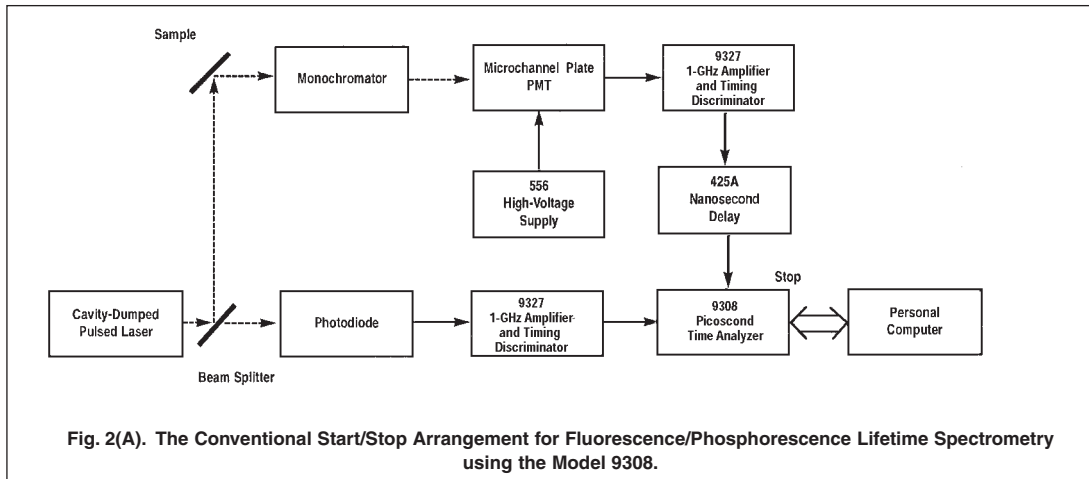 Sample
Monochromator
Microchannel Plate
PMT
9327
1-GHz Amplifier
and Timing
Discriminator
556
High-Voltage
Supply
425A
Nanosecond
Delay
Stop
Cavity-Dumped
Pulsed Laser
Beam Splitter
Photodiode
9327
1-GHz Amplifier
and Timing
Discriminator
9308
Picoscond
Time Analyzer
Personal
Computer
Fig. 2(A). The Conventional Start/Stop Arrangement for Fluorescence/Phosphorescence Lifetime Spectrometry
using the Model 9308.